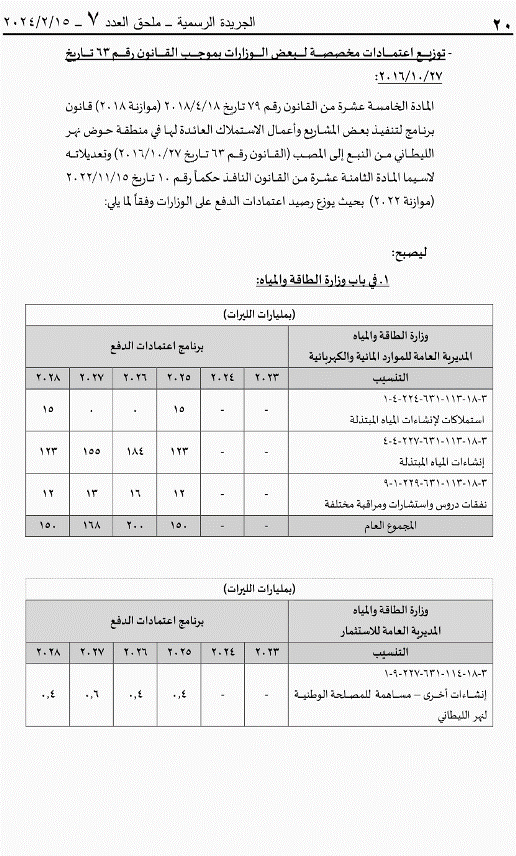 ٢٠ الجريدة الرسمية – ملحق العدد ٧ – ٢٠٢٤/٢/١٥
- توزيع اعتمادات مخصصة لبعض الوزارات بموجب القانون رقم ٦٣ تاريخ
٢٠١٦/١٠/٢٧:
المادة الخامسة عشرة من القانون رقم ٧٩ تاريخ ٢٠١٨/٤/١٨ (موازنة ٢٠١٨) قانون
برنامج لتنفيذ بعض المشاريع وأعمال الاستملاك العائدة لها في منطقة حوض نهر
الليطاني من النبع إلى المصب (القانون رقم ٦٣ تاريخ ٢٠١٦/١٠/٢٧) وتعديلاته
لاسيما المادة الثامنة عشرة من القانون النافذ حكماً رقم ١٠ تاريخ ٢٠٢٢/١١/١٥
(موازنة ٢٠٢٢) بحيث يوزع رصيد اعتمادات الدفع على الوزارات وفقاً لما يلي:
ليصبح:
١. في باب وزارة الطاقة والمياه:
(بمليارات الليرات)
وزارة الطاقة والمياه
المديرية العامة للموارد المائية والكهربائية
برنامج اعتمادات الدفع
التنسيب ٢٠٢٣ ٢٠٢٤ ٢٠٢٥ ٢٠٢٦ ٢٠٢٧ ٢٠٢٨
٣-١٨-١١٣-٦٣١-٢٢٤-٤-١
استملاكات لإنشاءات المياه المبتذلة - - ١٥ ٠ ٠ ١٥
٣-١٨-١١٣-٦٣١-٢٢٧-٤-٤
إنشاءات المياه المبتذلة - - ١٢٣ ١٨٤ ١٥٥ ١٢٣
٣-١٨-١١٣-٦٣١-٢٢٩-١-٩
نفقات دروس واستشارات ومراقبة مختلفة - - ١٢ ١٦ ١٣ ١٢
المجموع العام - - ١٥٠ ٢٠٠ ١٦٨ ١٥٠
(بمليارات الليرات)
وزارة الطاقة والمياه
المديرية العامة للاستثمار
برنامج اعتمادات الدفع
التنسيب ٢٠٢٣ ٢٠٢٤ ٢٠٢٥ ٢٠٢٦ ٢٠٢٧ ٢٠٢٨
٣-١٨-١١٤-٦٣١-٢٢٧-٩-١
إنشاءات أخرى – مساهمة للمصلحة الوطنية - - ٠,٤ ٠,٤ ٠,٦ ٠,٤
لنهر الليطاني